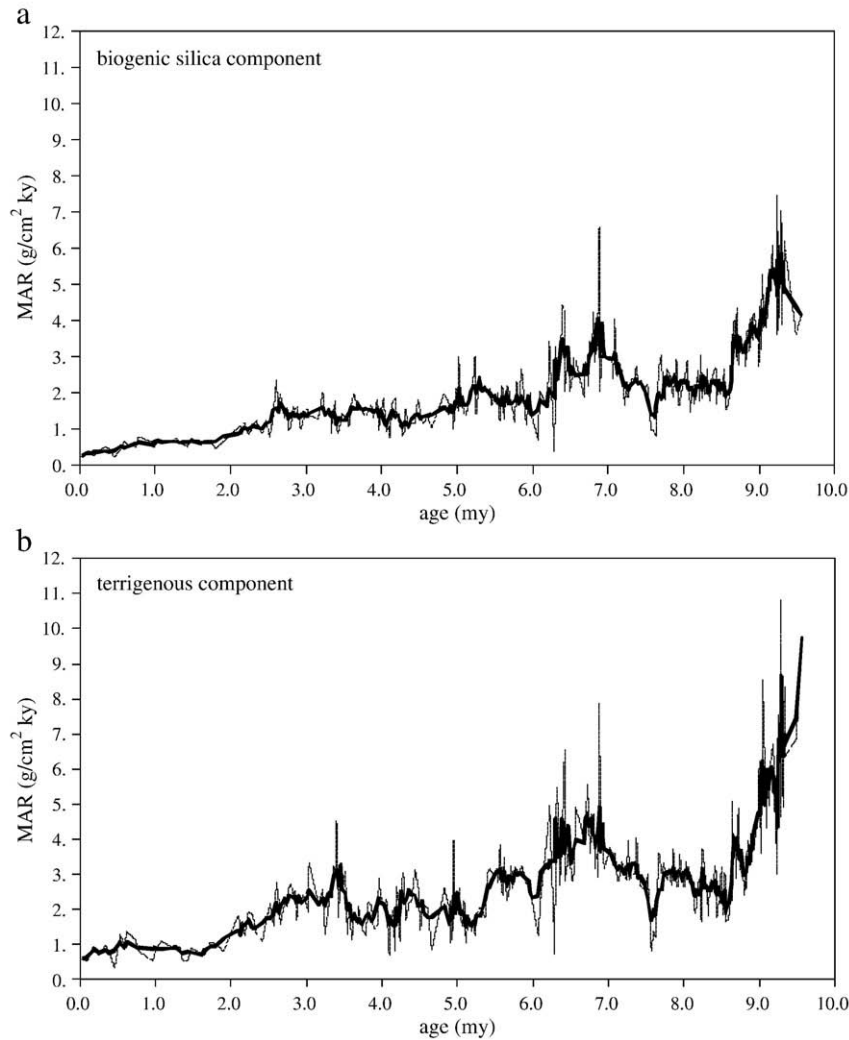 a
12.
11.
10.
9.
8.
7.
6.
5.
4.
3.
2.
1.
0.
MAR (g/cm² ky)
biogenic silica component
0.0 1.0 2.0 3.0 4.0 5.0 6.0 7.0 8.0 9.0 10.0
age (my)
b
12.
11.
10.
9.
8.
7.
6.
5.
4.
3.
2.
1.
0.
MAR (g/cm² ky)
terrigenous component
0.0 1.0 2.0 3.0 4.0 5.0 6.0 7.0 8.0 9.0 10.0
age (my)